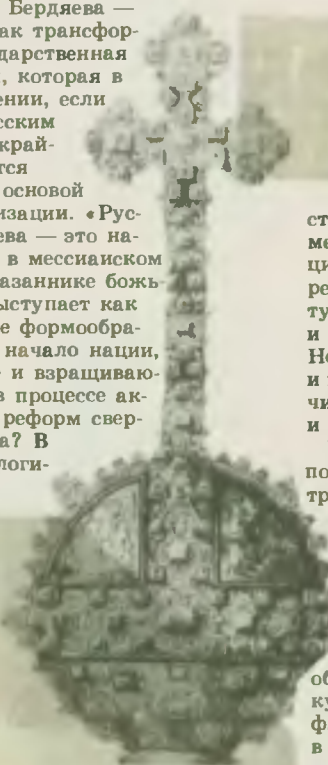 Бердяева —
ак трансфор-
дарственная
, которая в
ении, если
сским
край-
тся
основой
изации. «Рус-
ева — это на-
в мессианском
азаннике божь-
ыступает как
е формообра-
начало нации,
и взращиваю-
в процессе ак-
реформ свер-
а? В
логи-
ст
ме
ци
ре
ту
и
Не
и
чи
и
по
тр
об
ку
ф
в